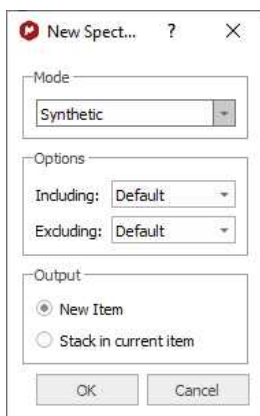 New Spect... ?
Mode
Synthetic
Options
Including: Default
Excluding: Default
Output
New Item
Stack in current item
OK Cancel